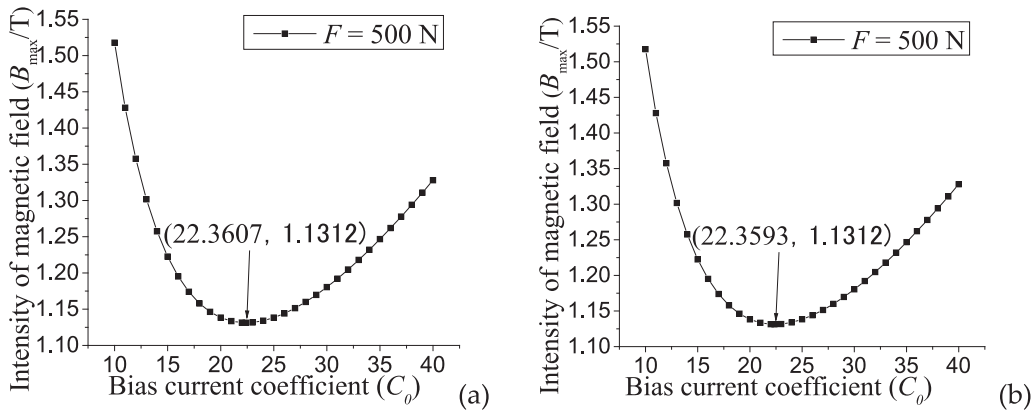 Intensity of magnetic field (Bmax/T)
1.55
1.50
1.45
1.40
1.35
1.30
1.25
1.20
1.15
1.10
F = 500 N
(22.3607, 1.1312)
10 15 20 25 30 35 40
Bias current coefficient (C0)
(a)
Intensity of magnetic field (Bmax/T)
1.55
1.50
1.45
1.40
1.35
1.30
1.25
1.20
1.15
1.10
F = 500 N
(22.3593, 1.1312)
10 15 20 25 30 35 40
Bias current coefficient (C0)
(b)